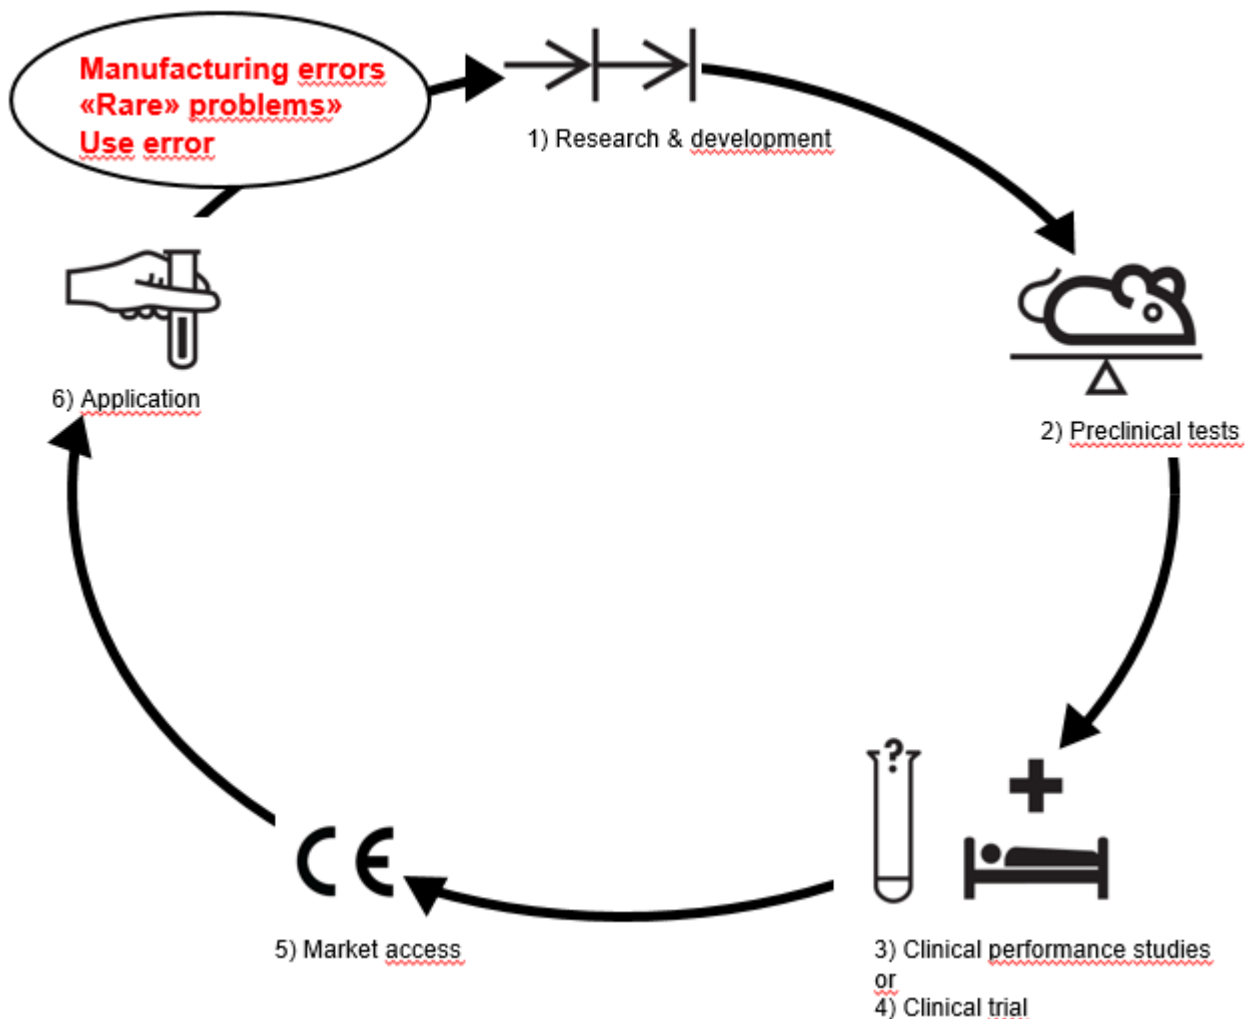 Manufacturing errors
«Rare» problems»
Use error
1) Research & development
?
6) Application
2) Preclinical tests
CE
5) Market access
3) Clinical performance studies
or
4) Clinical trial